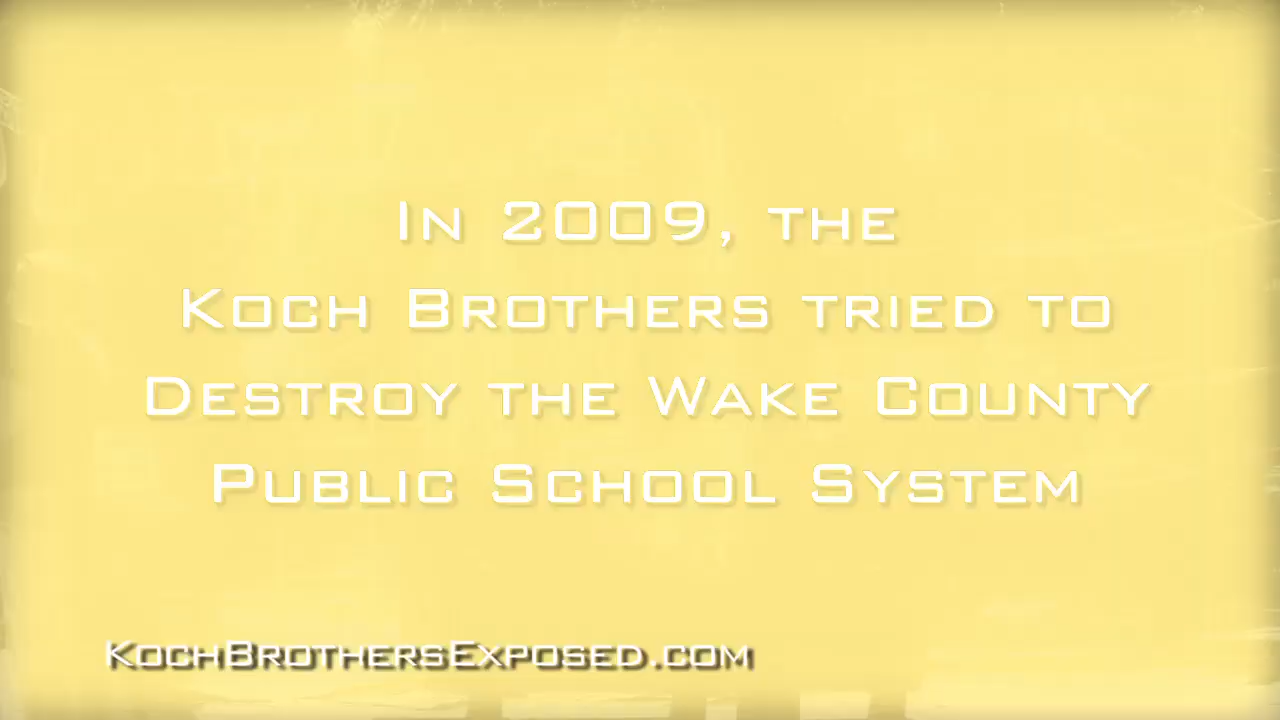 In 2009, the
Koch Brothers tried to
Destroy the Wake County
Public School System
KochBrothersExposed.com